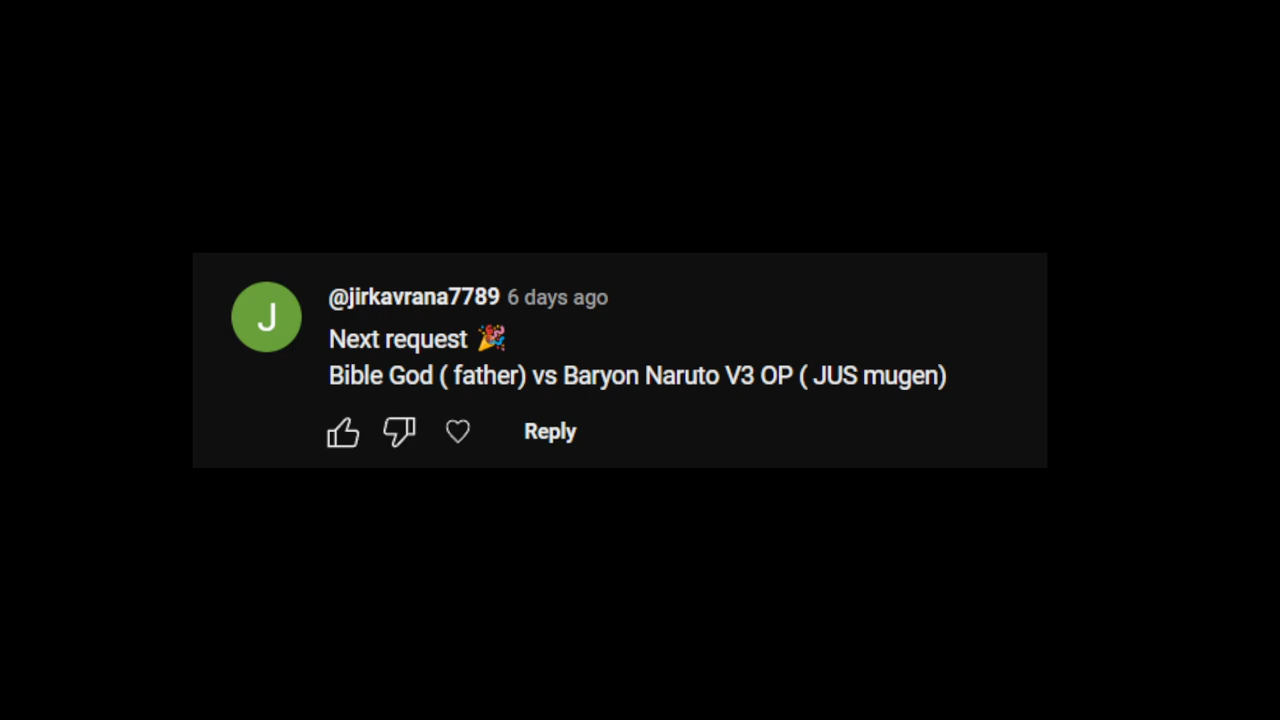 J
@jirkavrana7789 6 days ago
Next request 🎉
Bible God ( father) vs Baryon Naruto V3 OP ( JUS mugen)
Reply